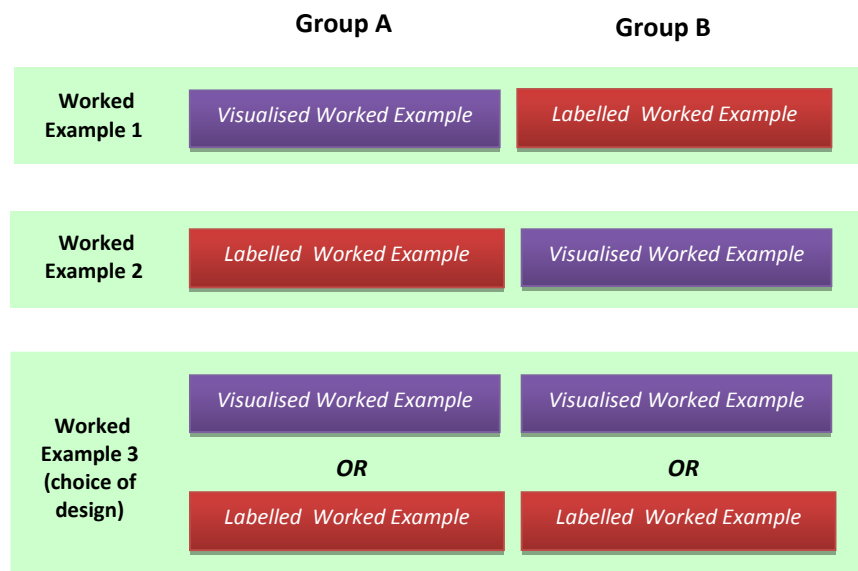 Group A Group B
Worked
Example 1
Visualised Worked Example Labelled Worked Example
Worked
Example 2
Labelled Worked Example Visualised Worked Example
Worked
Example 3
(choice of
design)
Visualised Worked Example Visualised Worked Example
OR OR
Labelled Worked Example Labelled Worked Example